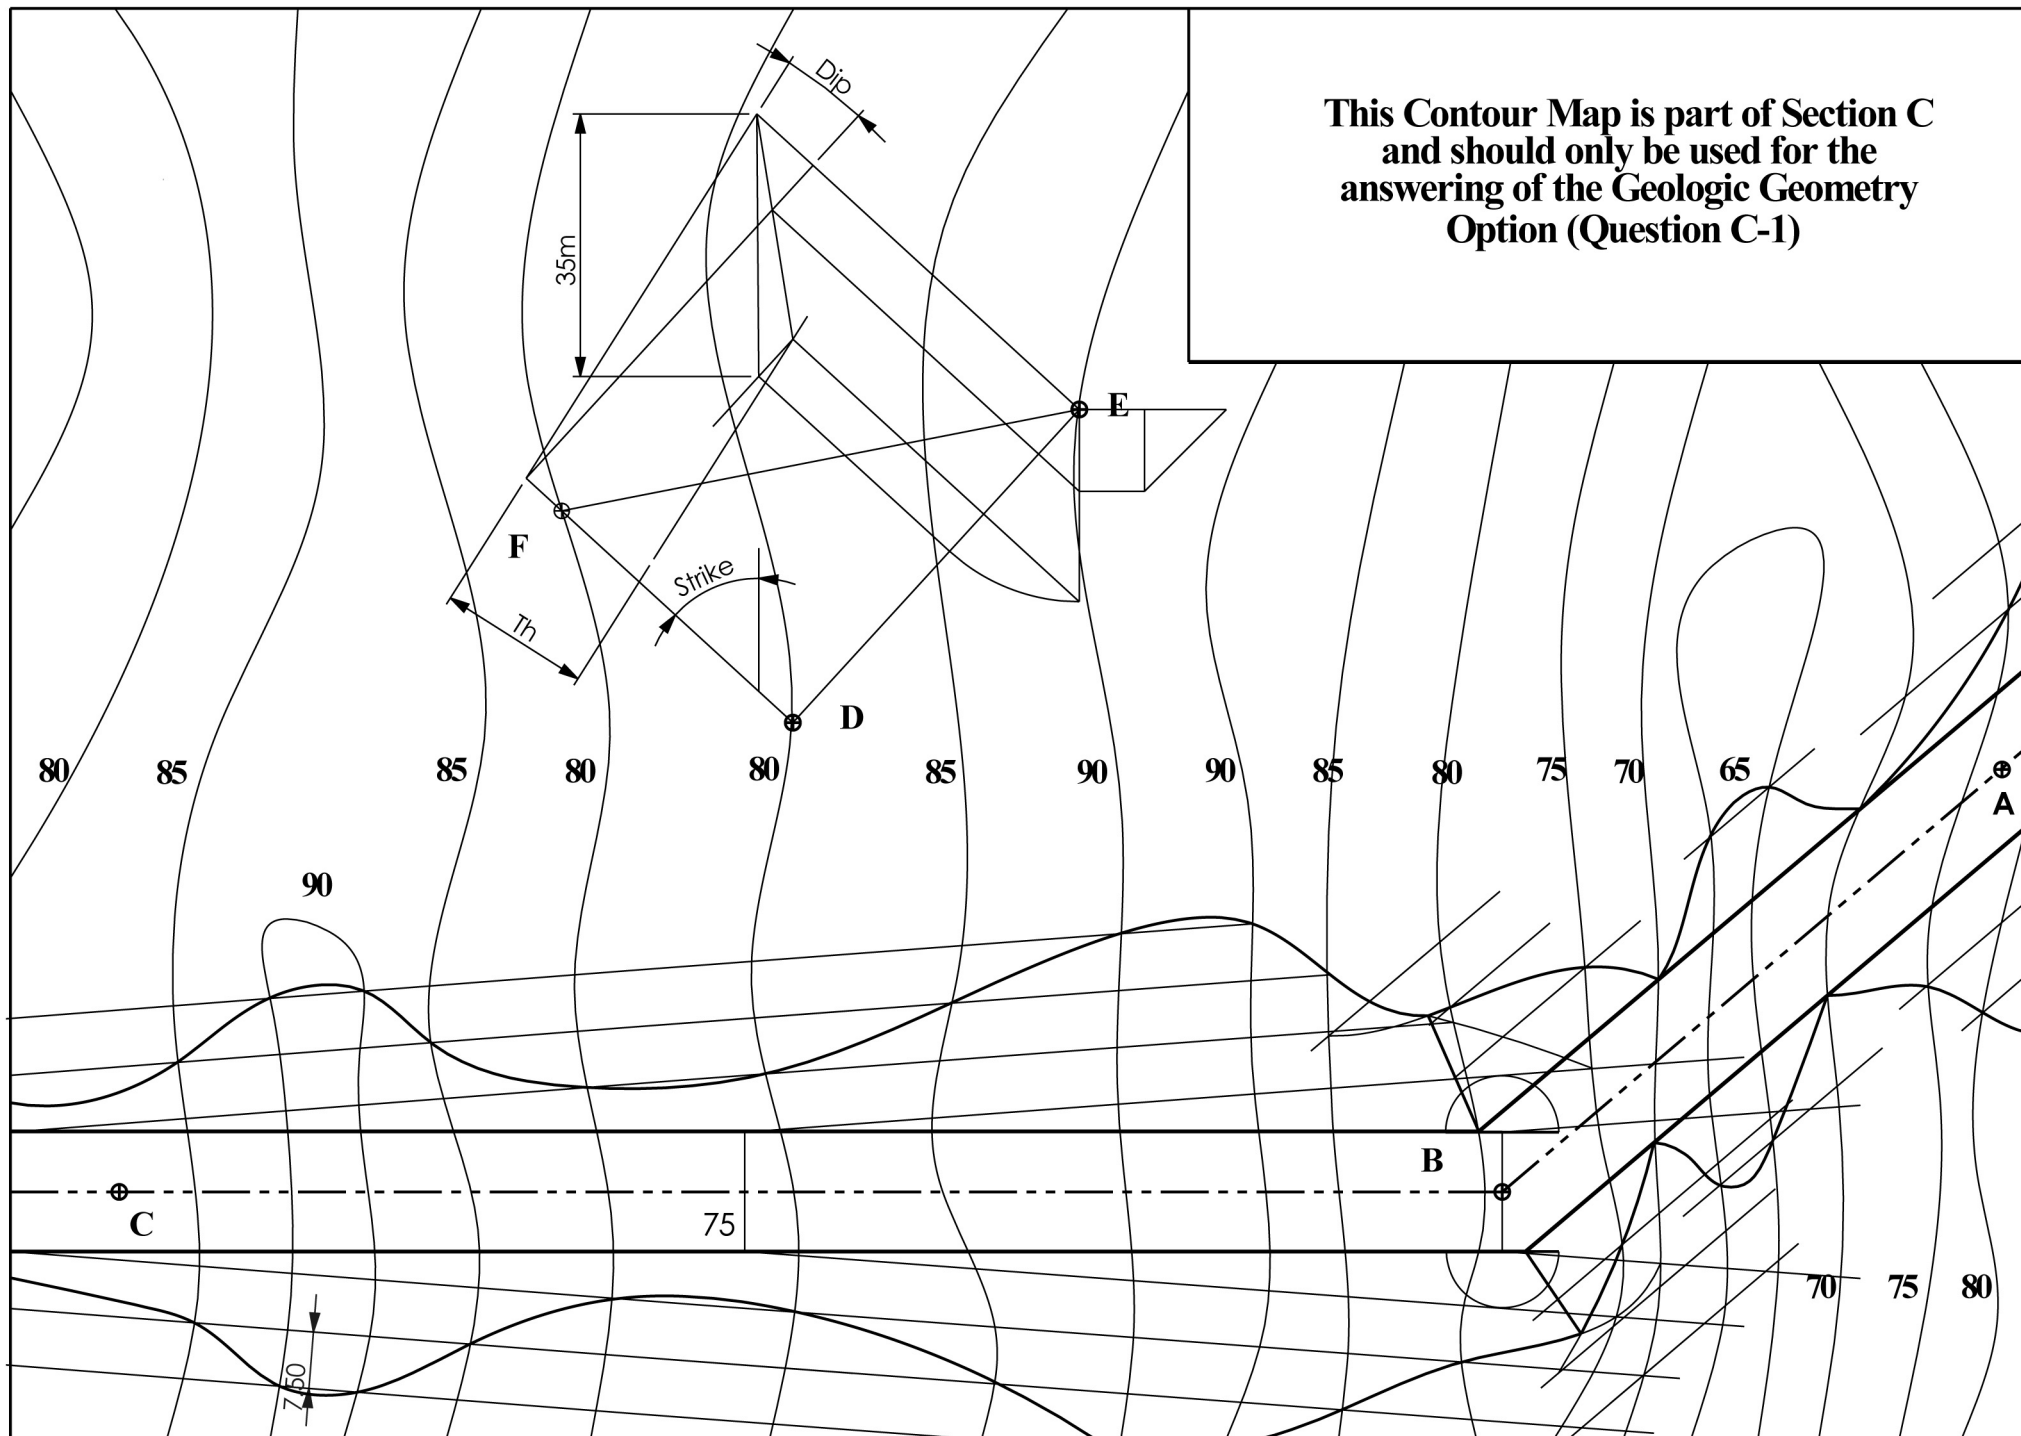 This Contour Map is part of Section C
and should only be used for the
answering of the Geologic Geometry
Option (Question C-1)
Dip
35m
E
F
Strike
Th
D
80 85 85 80 80 85 90 90 85 80 75 70 65
A
90
B
C
75
70 75 80
7.50